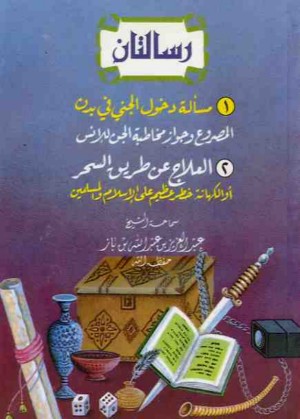 رسالتان
١ مسألة دخول الجني في بدن
المصروع وجواز مخاطبة الجن للإنس
٢ العلاج عن طريق السحر
أو الكهانة خطر عظيم على الإسلام والمسلمين
سماحة الشيخ
عبد العزيز بن عبد الله بن باز
حفظه الله